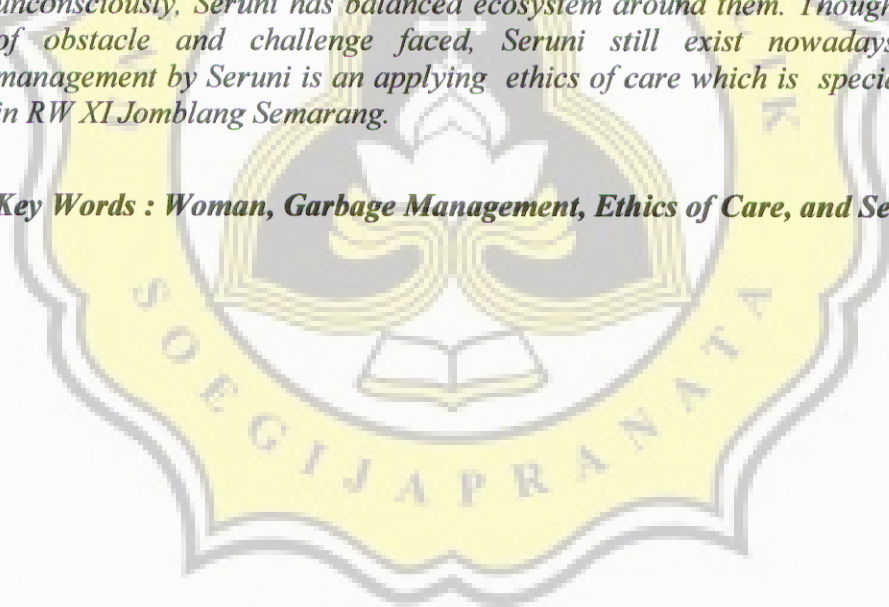 unconsciously, Seruni has balanced ecosystem around them. Though
of obstacle and challenge faced, Seruni still exist nowadays
management by Seruni is an applying ethics of care which is specia
in RW XI Jomblang Semarang.
Key Words : Woman, Garbage Management, Ethics of Care, and Se
SOEGIJAPRANATA